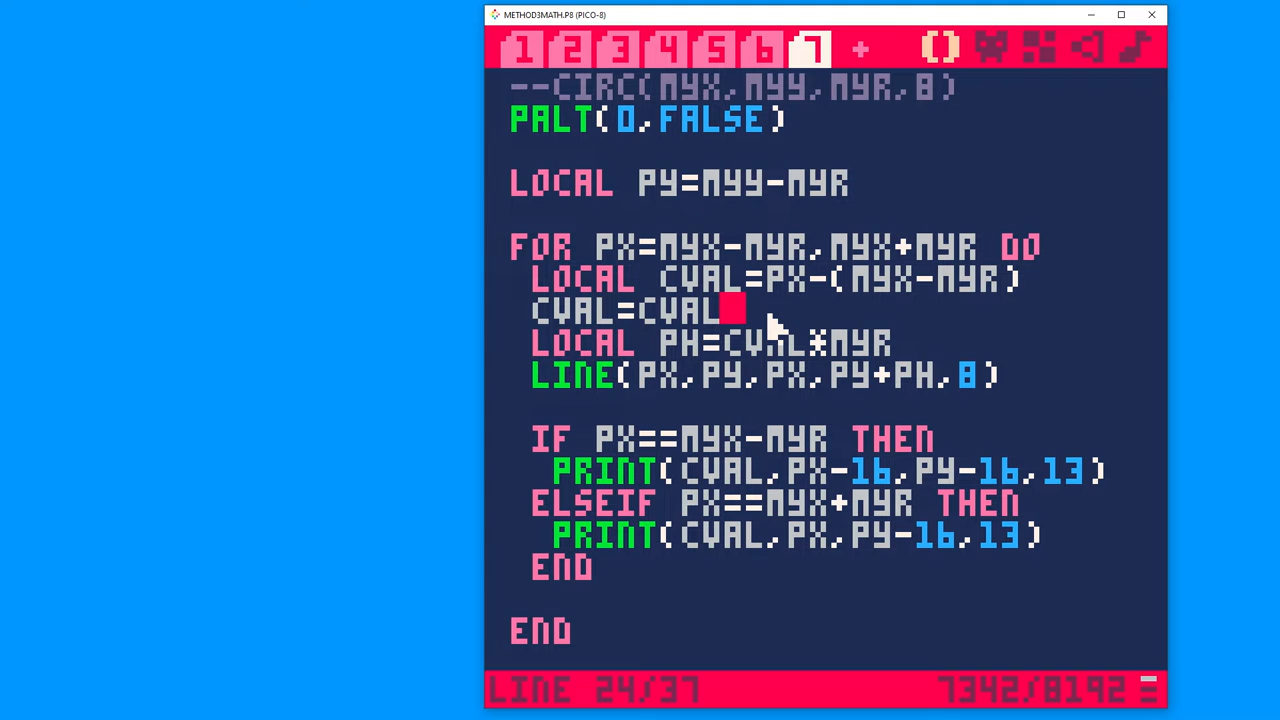 METHOD3MATH.P8 (PICO-8)
1 2 3 4 5 6 7 +
--CIRC(MYX,MYY,MYR,8)
PALT(0,FALSE)
LOCAL PY=MYY-MYR
FOR PX=MYX-MYR,MYX+MYR DO
LOCAL CVAL=PX-(MYX-MYR)
CVAL=CVAL
LOCAL PH=CVAL*MYR
LINE(PX,PY,PX,PY+PH,8)
IF PX==MYX-MYR THEN
PRINT(CVAL,PX-16,PY-16,13)
ELSEIF PX==MYX+MYR THEN
PRINT(CVAL,PX,PY-16,13)
END
END
LINE 24/37 7342/8192